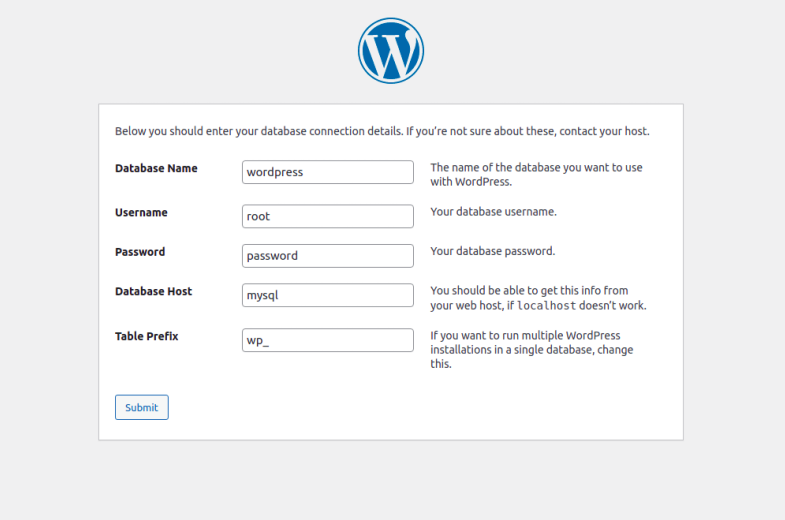 Below you should enter your database connection details. If you’re not sure about these, contact your host.
Database Name
wordpress
The name of the database you want to use
with WordPress.
Username
root
Your database username.
Password
password
Your database password.
Database Host
mysql
You should be able to get this info from
your web host, if localhost doesn’t work.
Table Prefix
wp_
If you want to run multiple WordPress
installations in a single database, change
this.
Submit